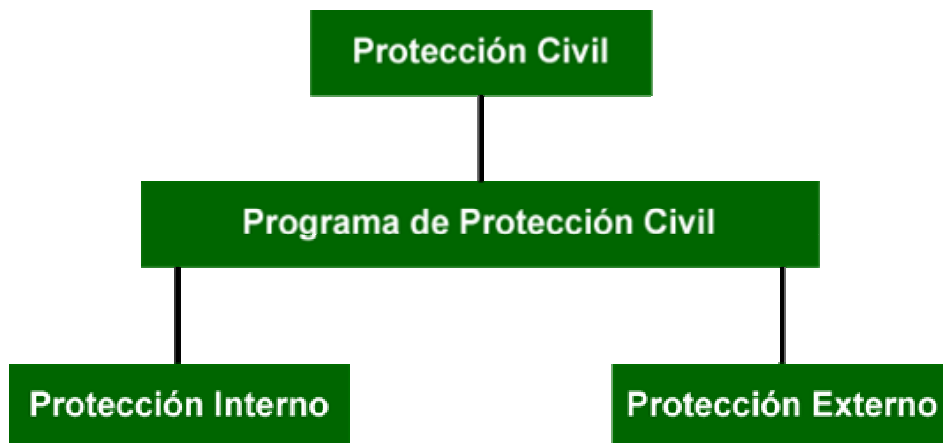 Protección Civil
Programa de Protección Civil
Protección Interno
Protección Externo